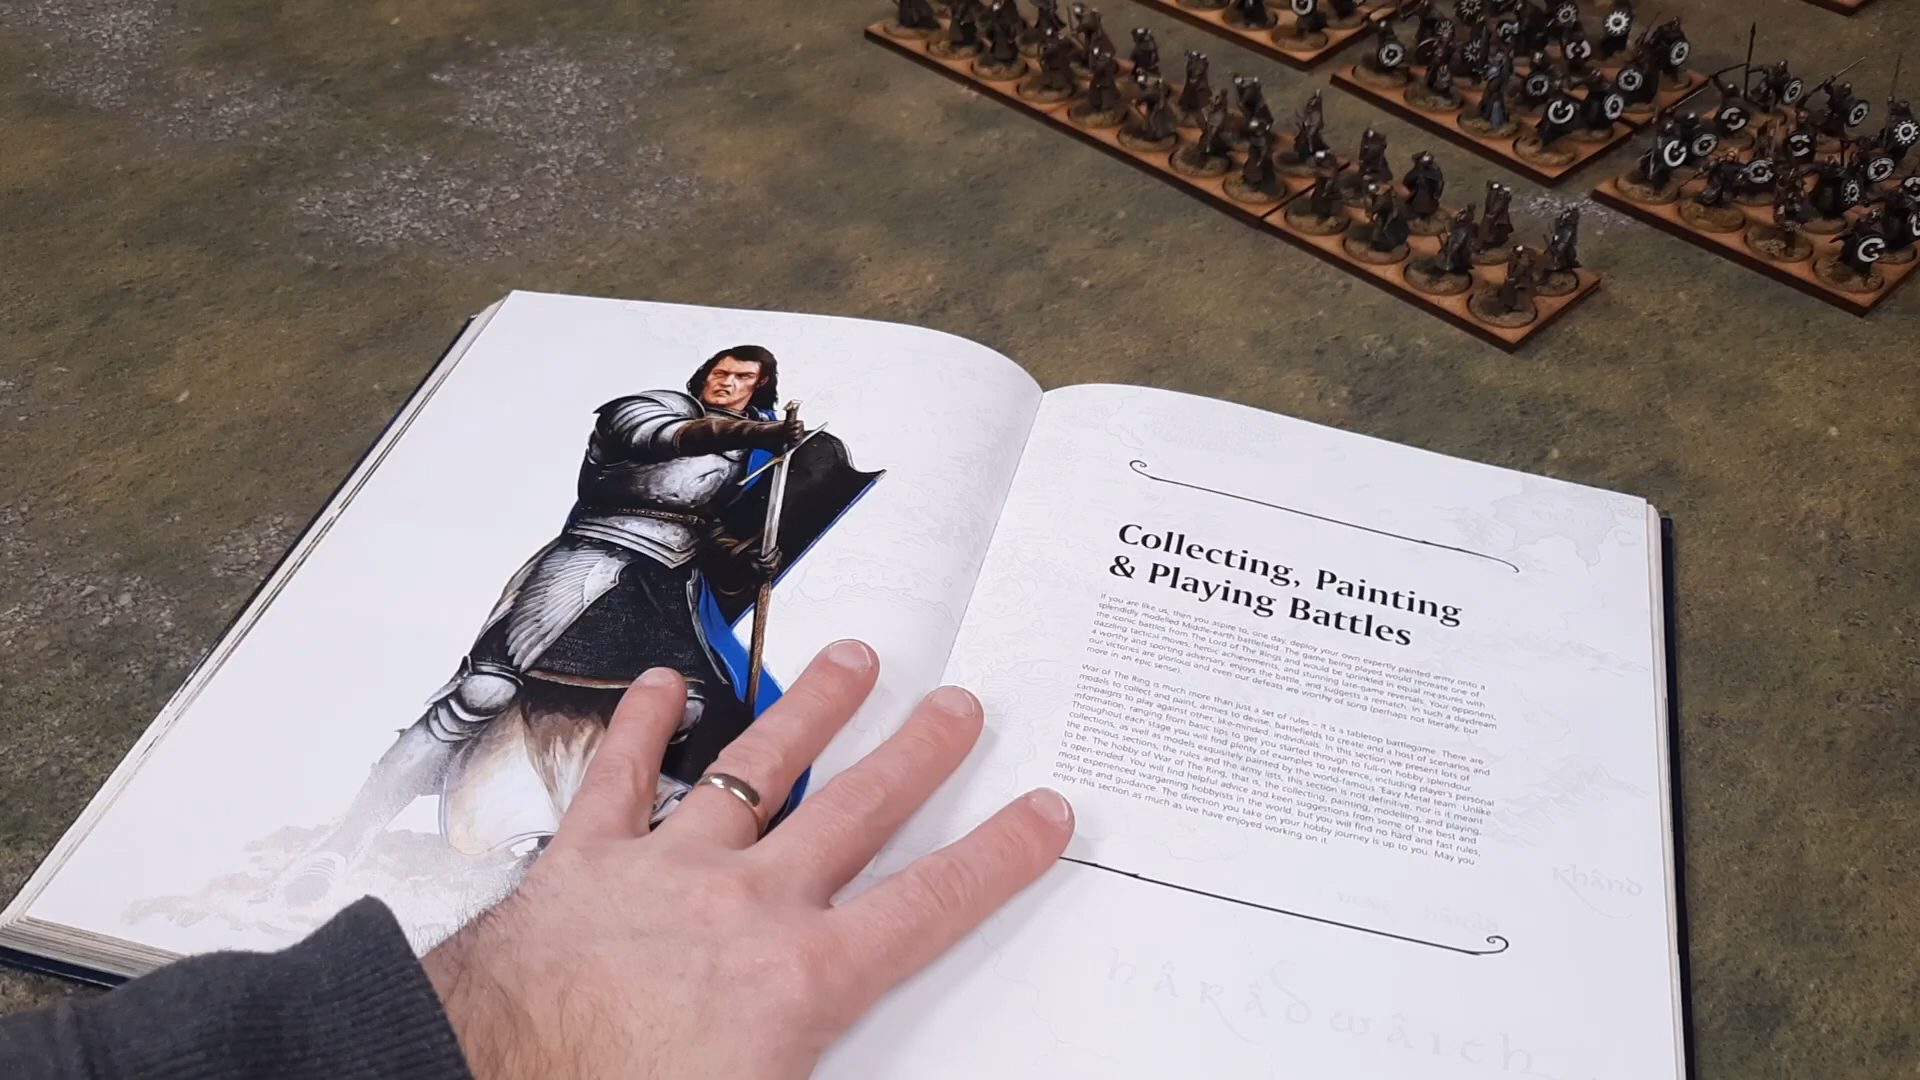 Collecting, Painting
& Playing Battles
If you are like us, then you aspire to, one day, deploy your own expertly painted army onto a
splendidly modelled Middle-earth battlefield. The game being played would recreate one of
the iconic battles from The Lord of The Rings and would be sprinkled in equal measures with
dazzling tactical moves, heroic achievements, and stunning late-game reversals. Your opponent,
a worthy and sporting adversary, enjoys the battle, and suggests a rematch. In such a daydream
our victories are glorious and even our defeats are worthy of song (perhaps not literally, but
more in an epic sense).
War of The Ring is much more than just a set of rules – it is a tabletop battlegame. There are
models to collect and paint, armies to devise, battlefields to create and a host of scenarios and
campaigns to play against other, like-minded, individuals. In this section we present lots of
information, ranging from basic tips to get you started through to full-on hobby splendour.
Throughout each stage you will find plenty of examples to reference, including player's personal
collections, as well as models exquisitely painted by the world-famous 'Eavy Metal team. Unlike
the previous sections, the rules and the army lists, this section is not definitive, nor is it meant
to be. The hobby of War of The Ring, that is, the collecting, painting, modelling, and playing,
is open-ended. You will find helpful advice and keen suggestions from some of the best and
most experienced wargaming hobbyists in the world, but you will find no hard and fast rules,
only tips and guidance. The direction you take on your hobby journey is up to you. May you
enjoy this section as much as we have enjoyed working on it.
khând
near harâd
hâradwaith